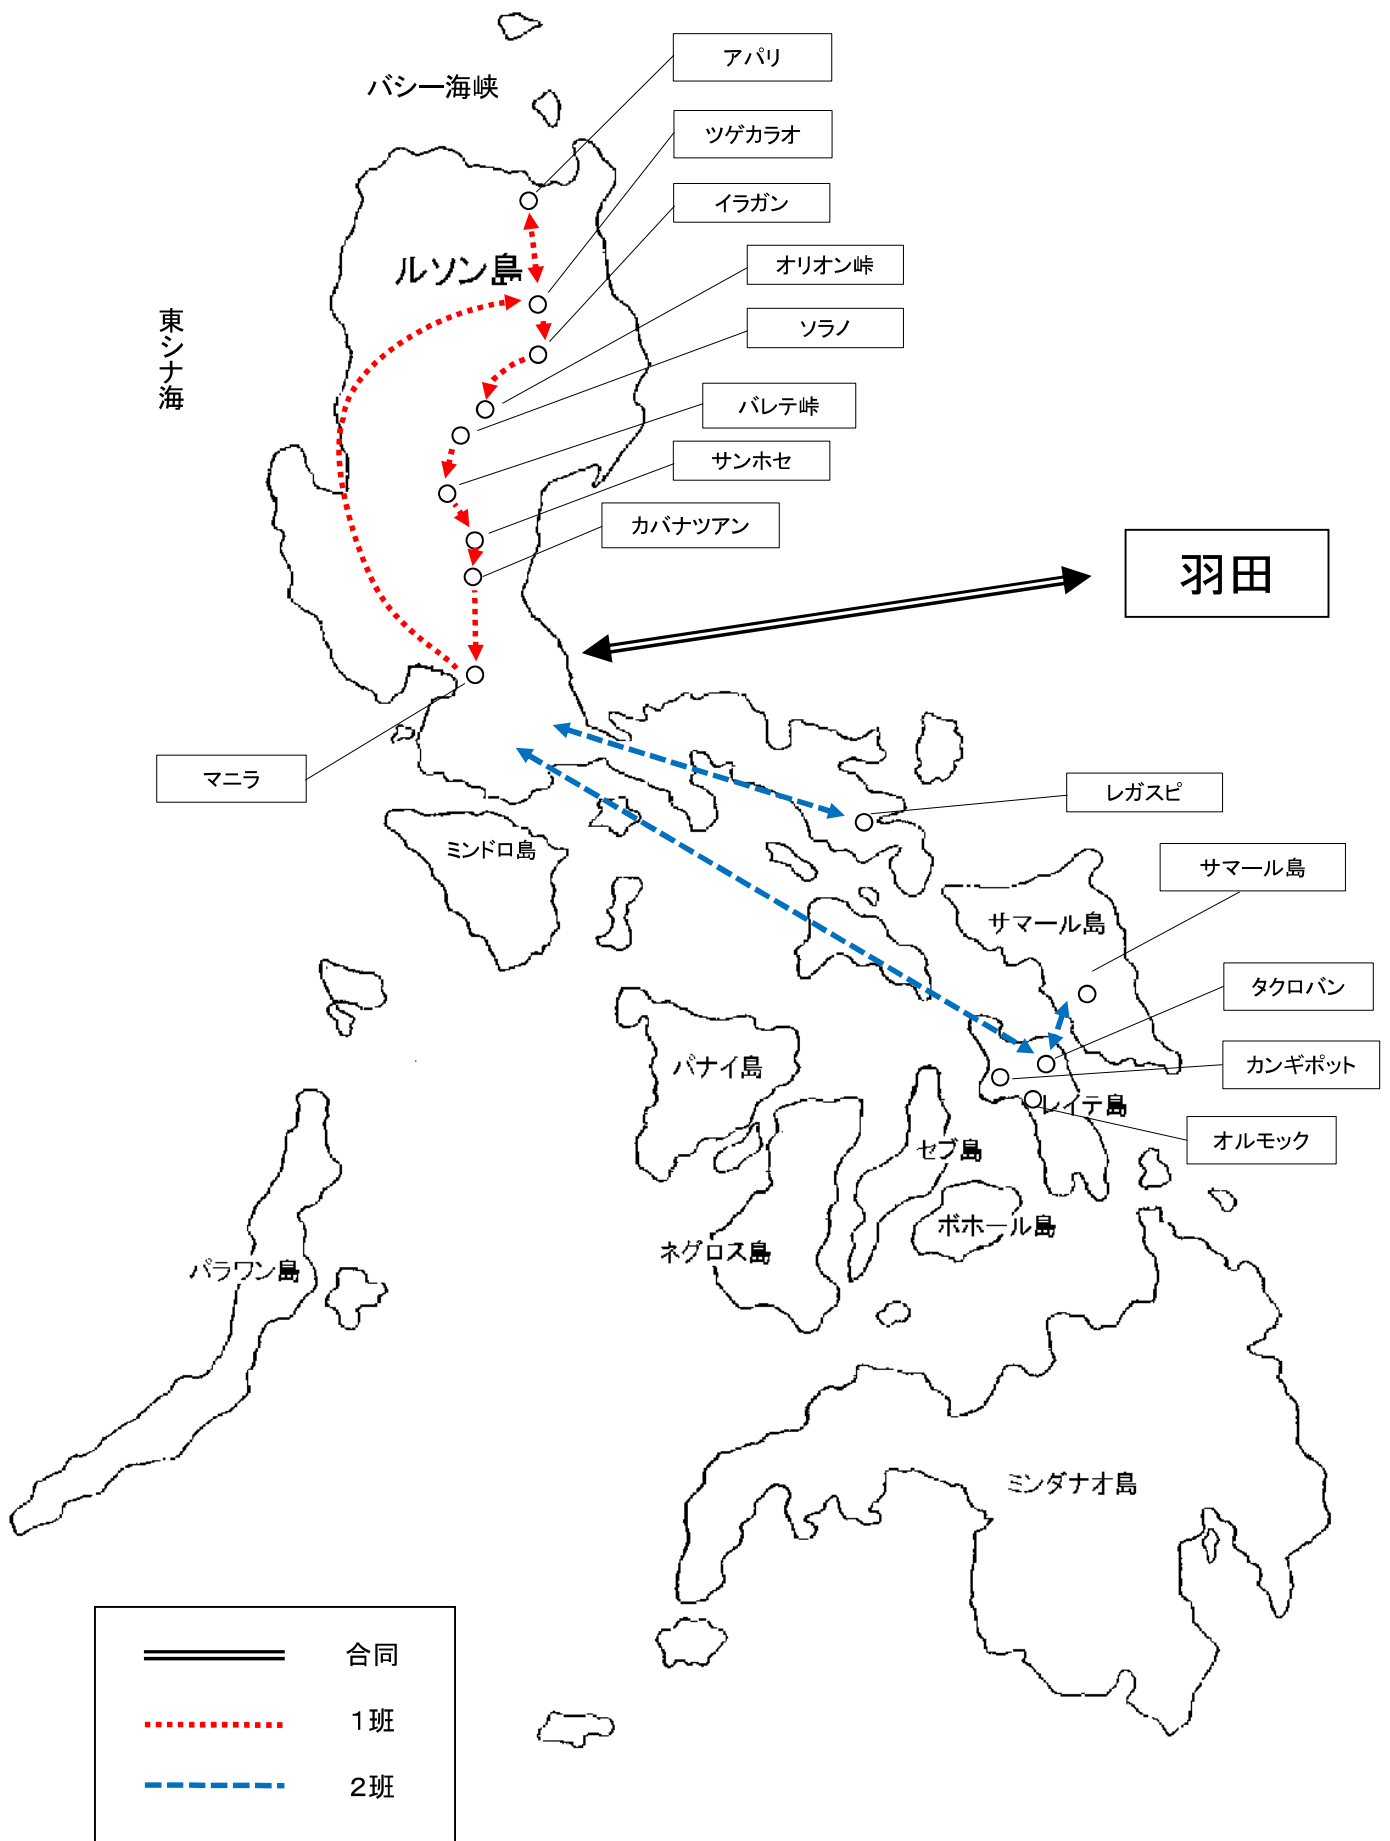 アパリ
バシー海峡
ツゲカラオ
イラガン
ルソン島
オリオン峠
ソラノ
東シナ海
バレテ峠
サンホセ
カバナツアン
羽田
マニラ
レガスピ
ミンドロ島
サマール島
サマール島
タクロバン
カンギポット
パナイ島
レイテ島
オルモック
セブ島
ボホール島
ネグロス島
パラワン島
ミンダナオ島
合同
1班
2班